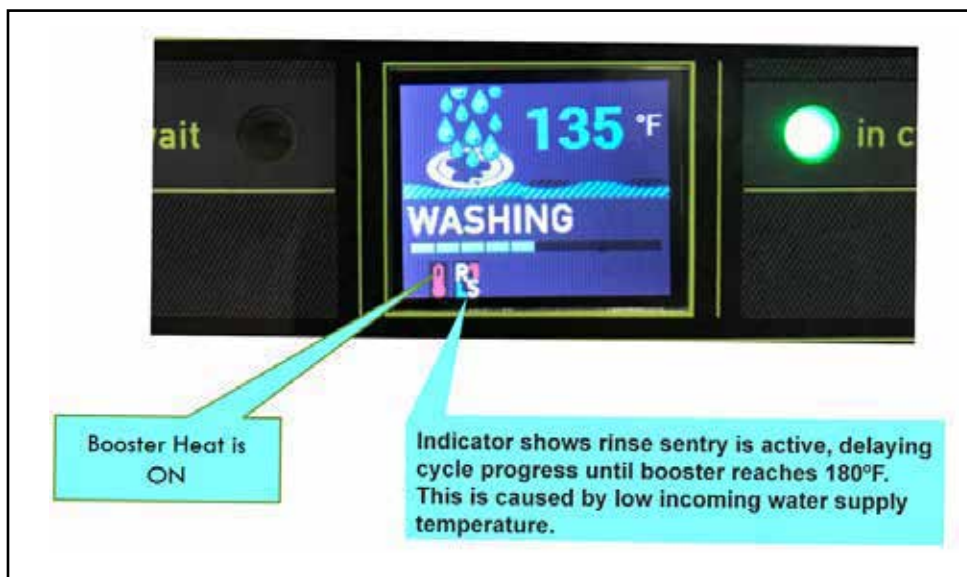 ait
135 °F
in c
WASHING
RS
Booster Heat is
ON
Indicator shows rinse sentry is active, delaying
cycle progress until booster reaches 180ºF.
This is caused by low incoming water supply
temperature.